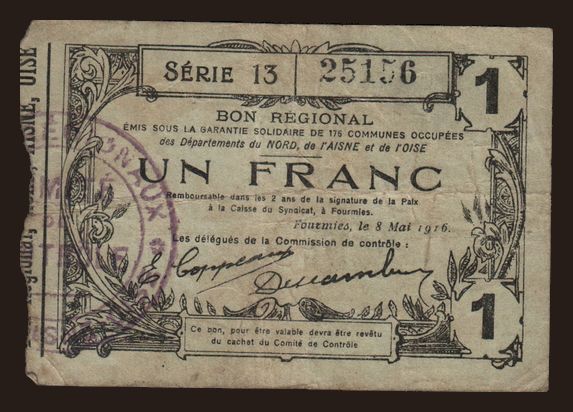 SÉRIE 13 25156
1
BON RÉGIONAL
ÉMIS SOUS LA GARANTIE SOLIDAIRE DE 175 COMMUNES OCCUPÉES
des Départements du NORD, de l'AISNE et de l'OISE
UN FRANC
Remboursable dans les 2 ans de la signature de la Paix
à la Caisse du Syndicat, à Fourmies.
Fourmies, le 8 Mai 1916.
Les délégués de la Commission de contrôle :
1
Ce bon, pour être valable devra être revêtu
du cachet du Comité de Contrôle
AISNE, OISE